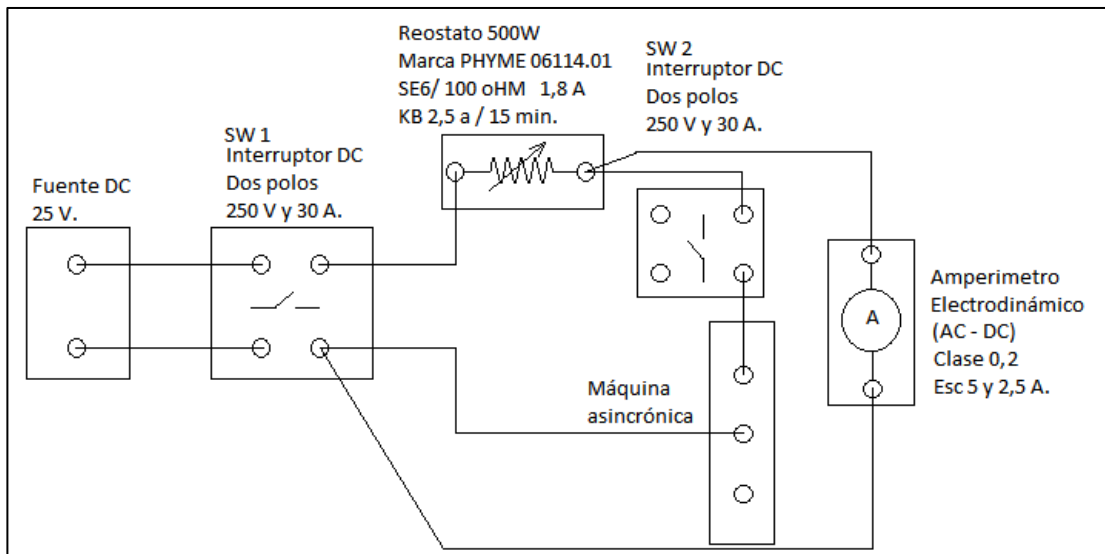 Reostato 500W
Marca PHYME 06114.01
SE6/ 100 oHM 1,8 A
KB 2,5 a / 15 min.
SW 2
Interruptor DC
Dos polos
250 V y 30 A.
SW 1
Interruptor DC
Dos polos
250 V y 30 A.
Fuente DC
25 V.
Amperimetro
Electrodinámico
(AC - DC)
Clase 0,2
Esc 5 y 2,5 A.
A
Máquina
asincrónica